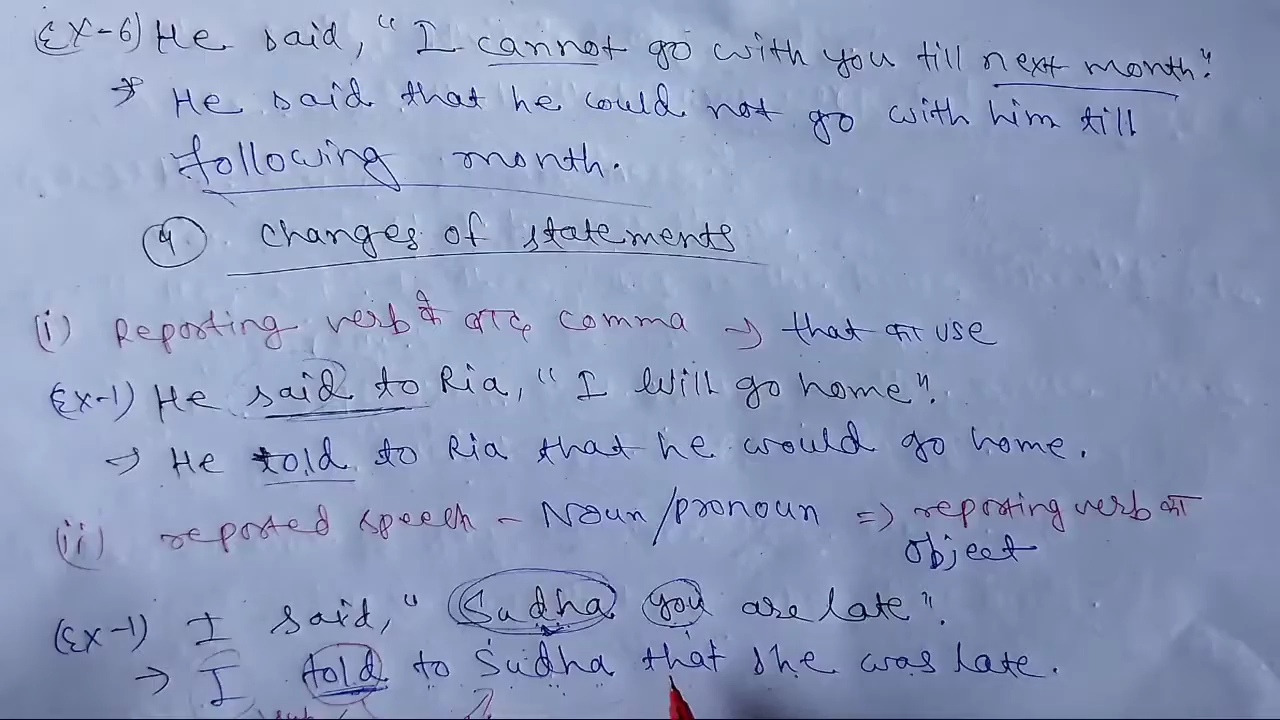 Ex-6) He said, "I cannot go with you till next month".
→ He said that he could not go with him till
following month.
④ changes of statements
(i) Reporting verb के बाद comma → that का use
Ex-1) He said to Ria, "I will go home".
→ He told to Ria that he would go home.
(ii) reported speech - Noun/pronoun => reporting verb का
object
(Ex-1) I said, "Sudha you are late".
→ I told to Sudha that she was late.